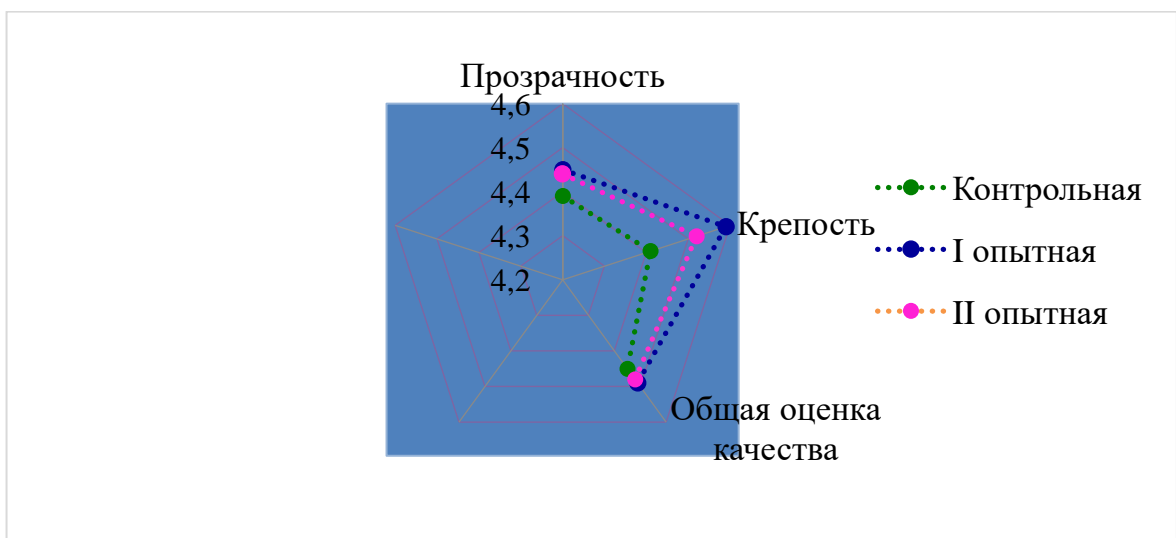 Прозрачность
4,6
4,5
4,4
4,3
4,2
Крепость
Общая оценка
качества
Контрольная
I опытная
II опытная